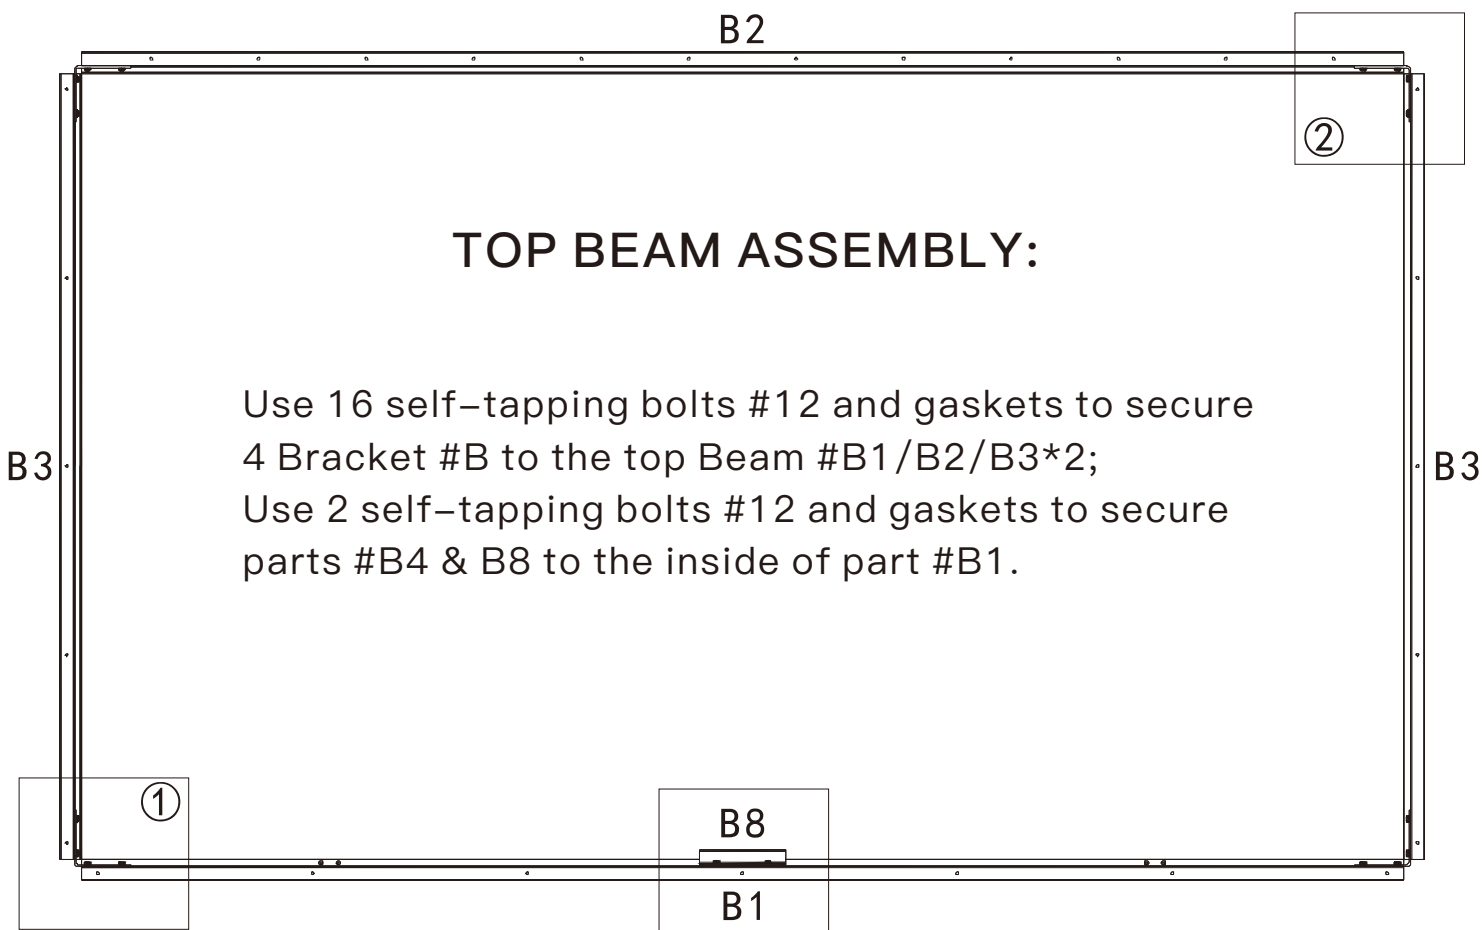 B2
②
TOP BEAM ASSEMBLY:
Use 16 self–tapping bolts #12 and gaskets to secure
4 Bracket #B to the top Beam #B1/B2/B3*2;
Use 2 self–tapping bolts #12 and gaskets to secure
parts #B4 & B8 to the inside of part #B1.
B3
B3
①
B8
B1